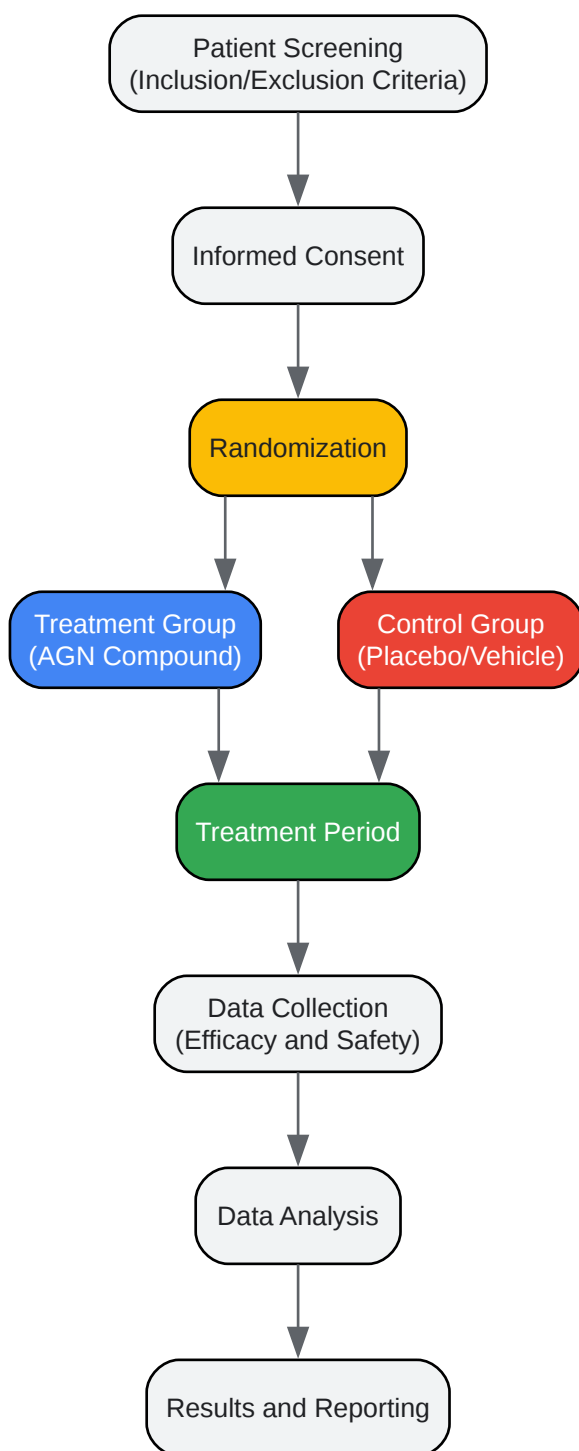 Patient Screening
(Inclusion/Exclusion Criteria)
Informed Consent
Randomization
Treatment Group
(AGN Compound)
Control Group
(Placebo/Vehicle)
Treatment Period
Data Collection
(Efficacy and Safety)
Data Analysis
Results and Reporting